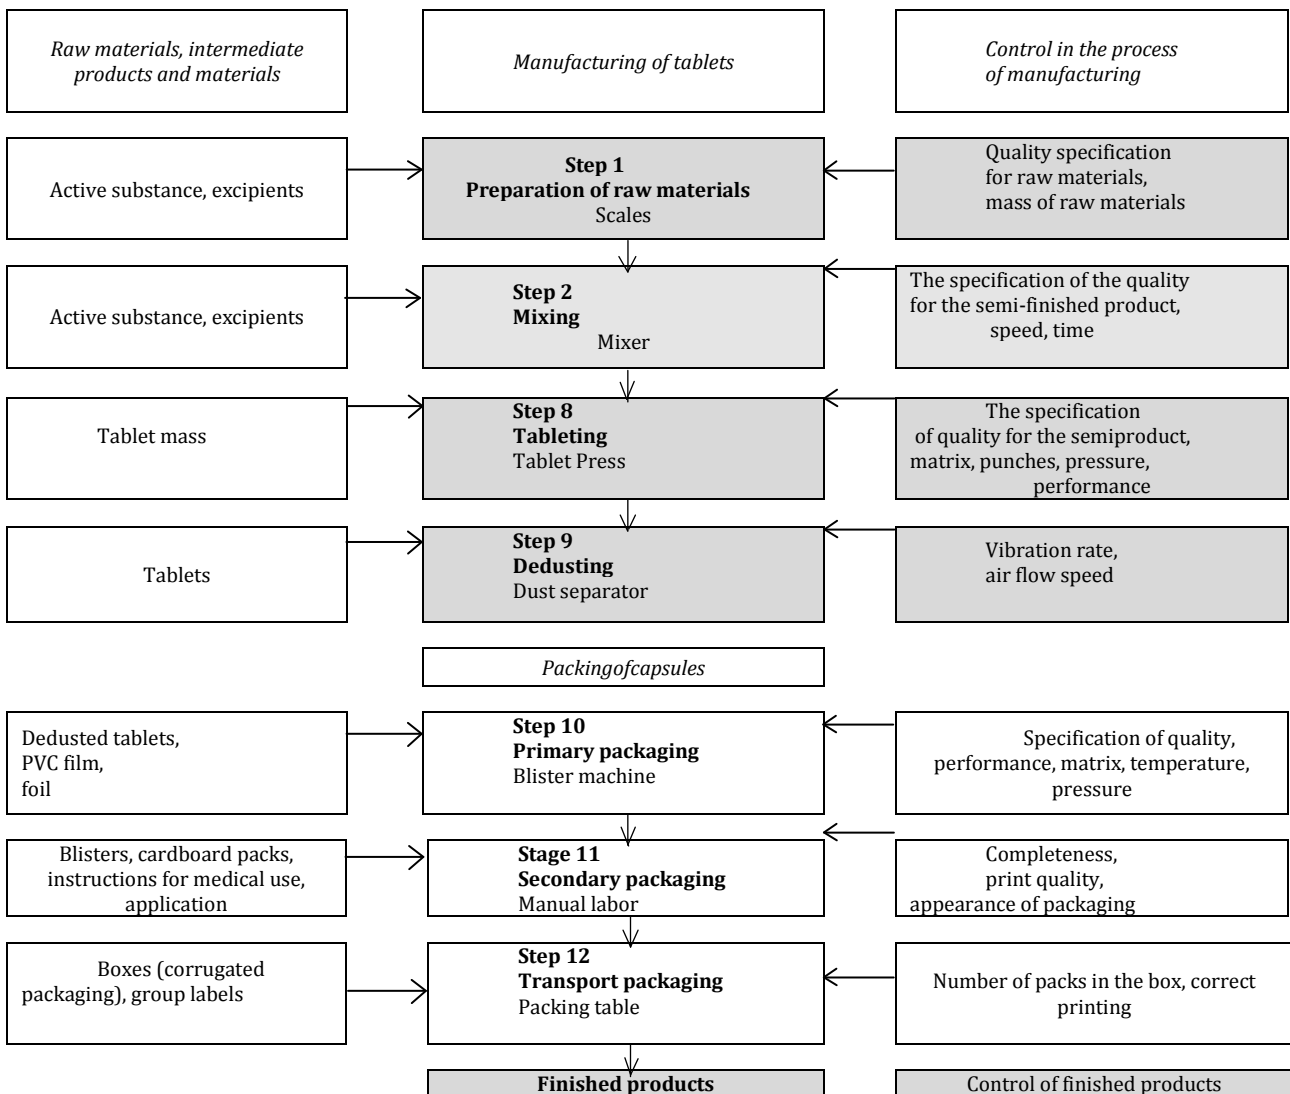 Raw materials, intermediate
products and materials
Manufacturing of tablets
Control in the process
of manufacturing
Active substance, excipients
Step 1
Preparation of raw materials
Scales
Quality specification
for raw materials,
mass of raw materials
Active substance, excipients
Step 2
Mixing
Mixer
The specification of the quality
for the semi-finished product,
speed, time
Tablet mass
Step 8
Tableting
Tablet Press
The specification
of quality for the semiproduct,
matrix, punches, pressure,
performance
Tablets
Step 9
Dedusting
Dust separator
Vibration rate,
air flow speed
Packingofcapsules
Dedusted tablets,
PVC film,
foil
Step 10
Primary packaging
Blister machine
Specification of quality,
performance, matrix, temperature,
pressure
Blisters, cardboard packs,
instructions for medical use,
application
Stage 11
Secondary packaging
Manual labor
Completeness,
print quality,
appearance of packaging
Boxes (corrugated
packaging), group labels
Step 12
Transport packaging
Packing table
Number of packs in the box, correct
printing
Finished products
Control of finished products